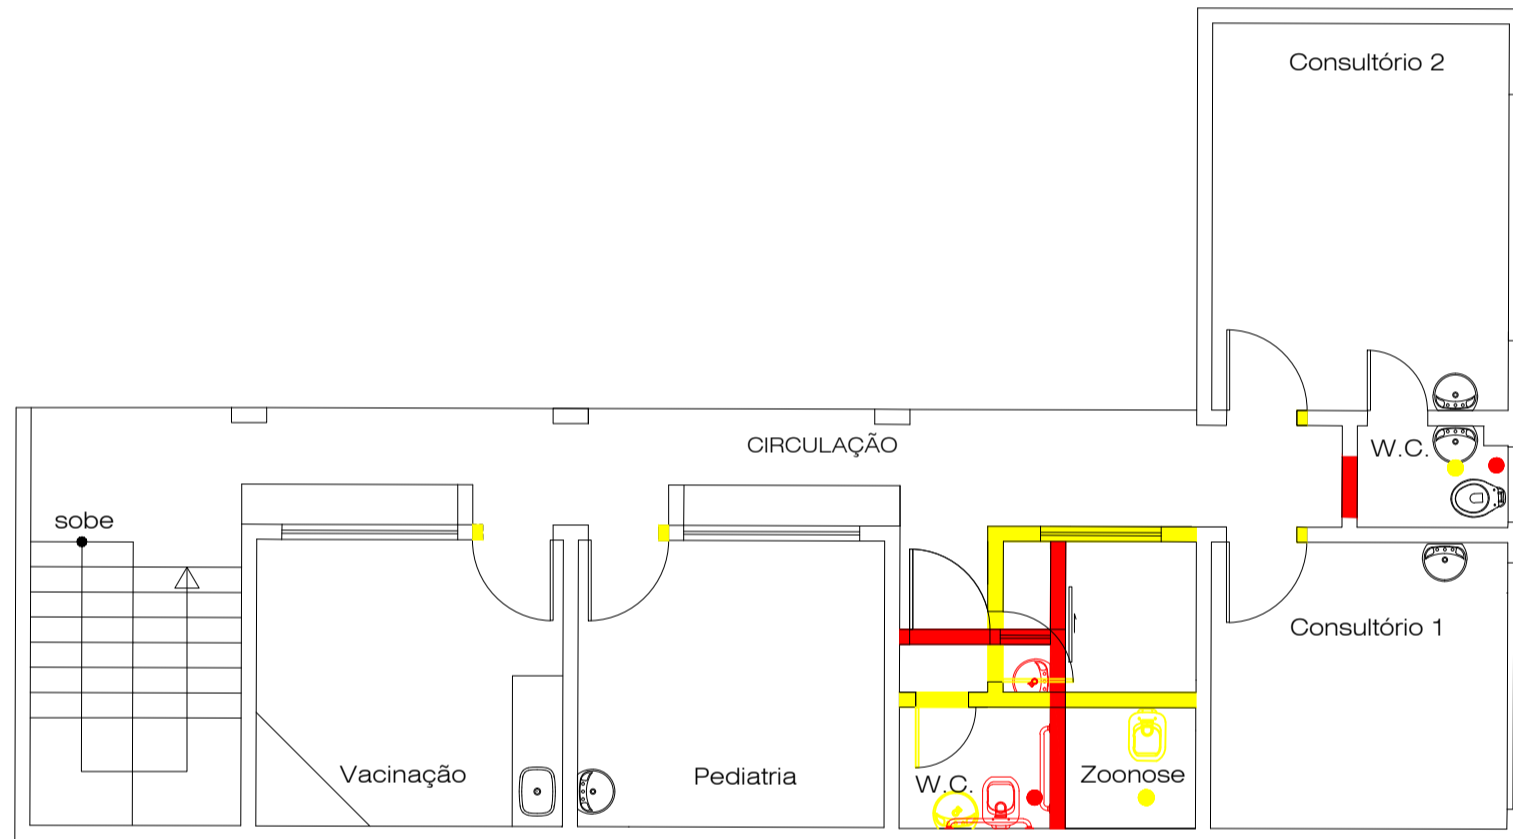 Consultório 2
CIRCULAÇÃO
W.C.
sobe
Consultório 1
Vacinação
Pediatria
W.C.
Zoonose